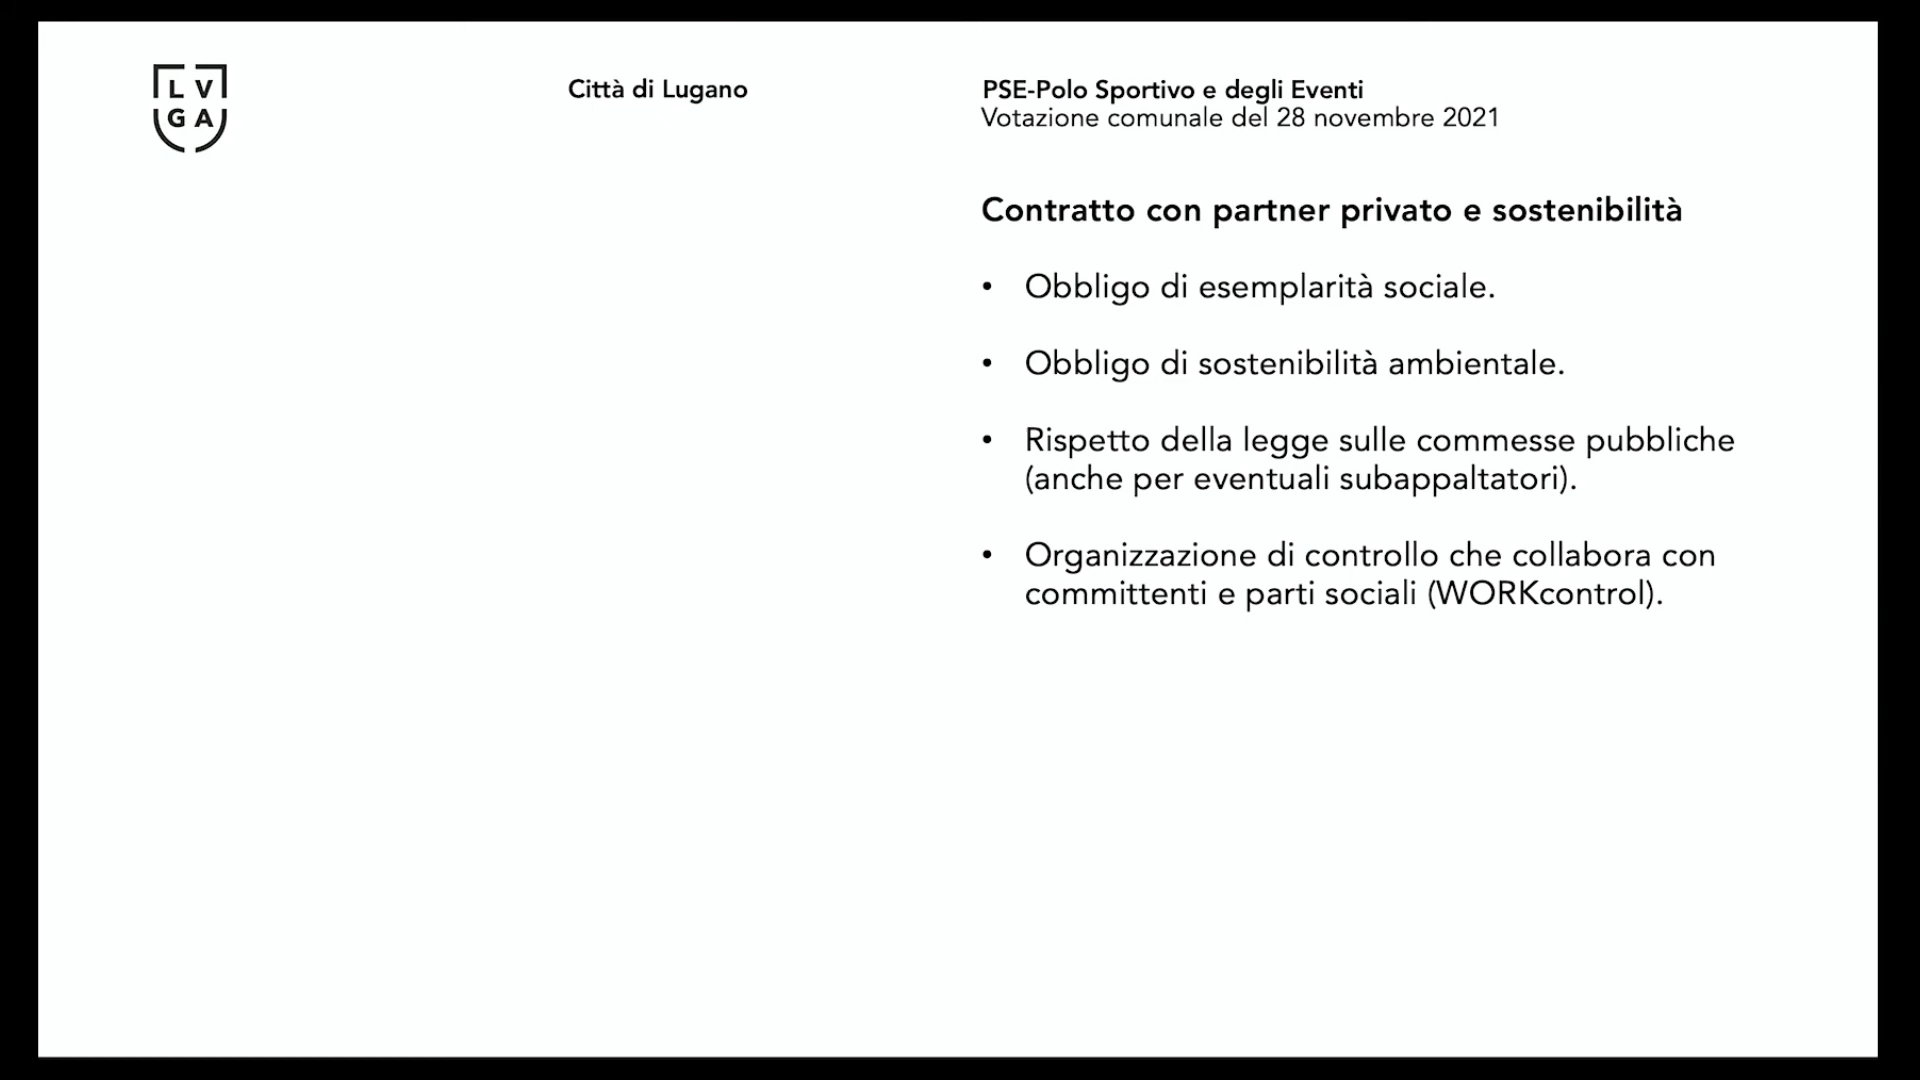 L V
G A
Città di Lugano
PSE-Polo Sportivo e degli Eventi
Votazione comunale del 28 novembre 2021
Contratto con partner privato e sostenibilità
• Obbligo di esemplarità sociale.
• Obbligo di sostenibilità ambientale.
• Rispetto della legge sulle commesse pubbliche
(anche per eventuali subappaltatori).
• Organizzazione di controllo che collabora con
committenti e parti sociali (WORKcontrol).